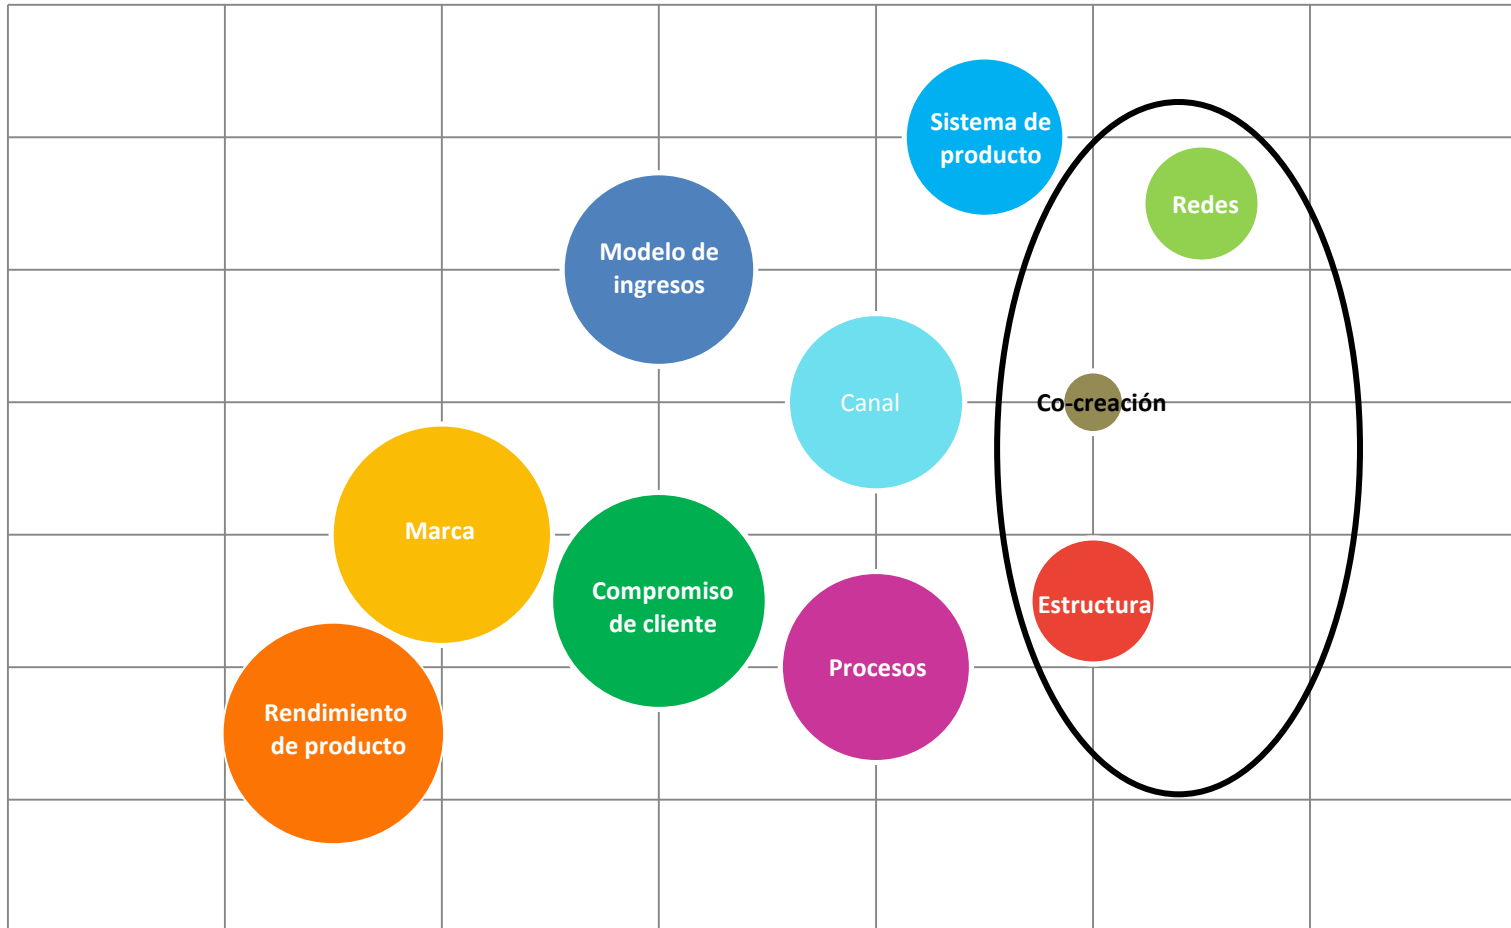 Sistema de
producto
Redes
Modelo de
ingresos
Canal
Co-creación
Marca
Compromiso
de cliente
Estructura
Procesos
Rendimiento
de producto